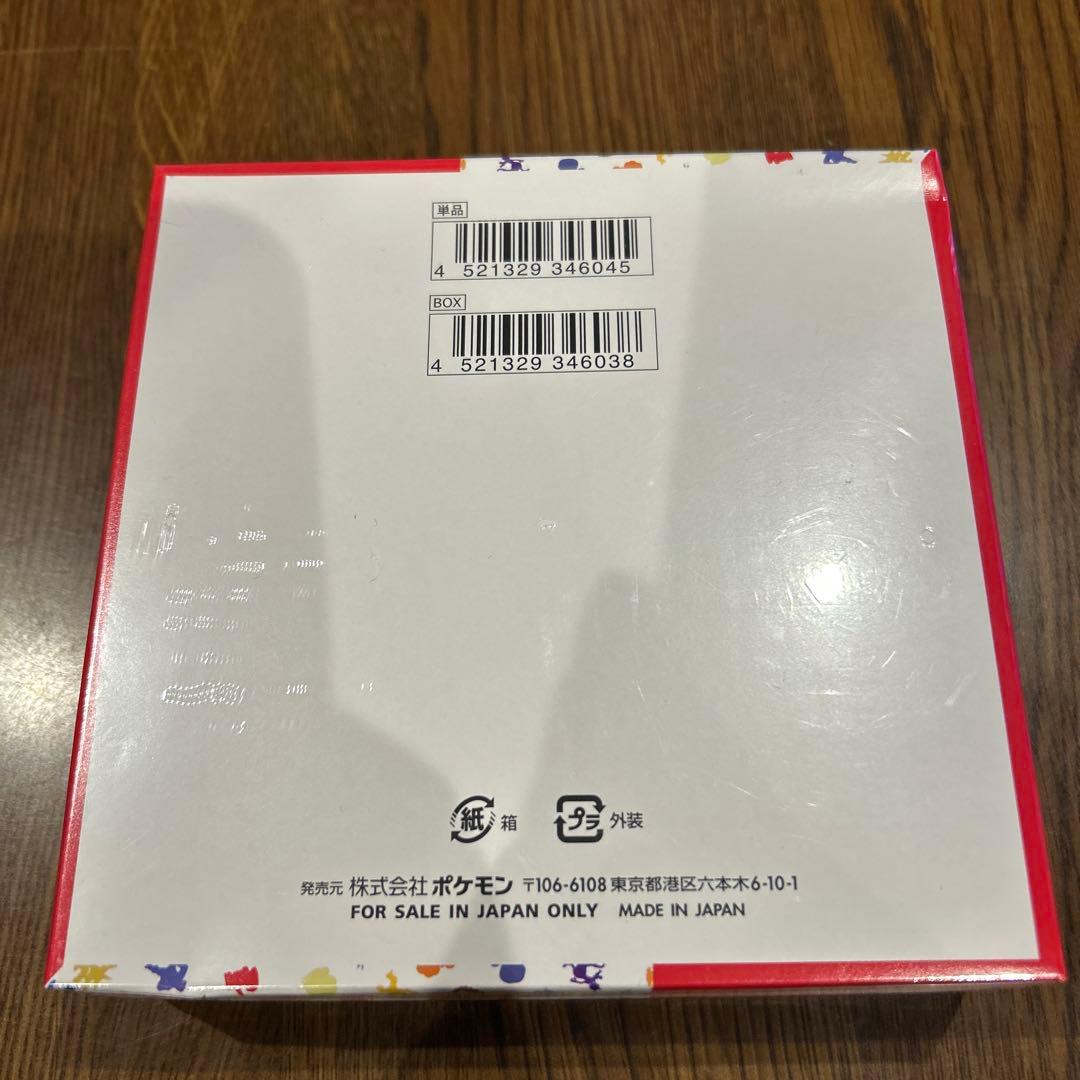 単品
4 521329 346045
BOX
4 521329 346038
紙 箱 プラ 外装
発売元 株式会社 ポケモン 〒106-6108 東京都港区六本木6-10-1
FOR SALE IN JAPAN ONLY MADE IN JAPAN